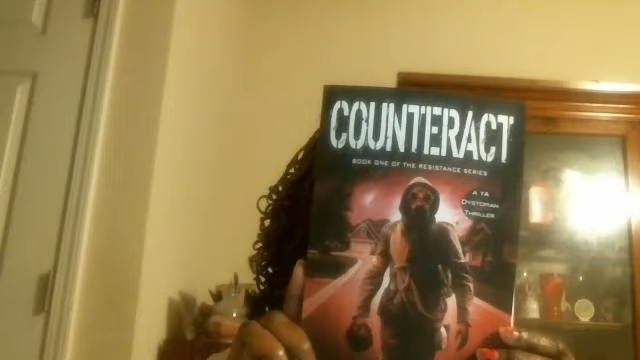 COUNTERACT
BOOK ONE OF THE RESISTANCE SERIES
A YA
DYSTOPIAN
THRILLER